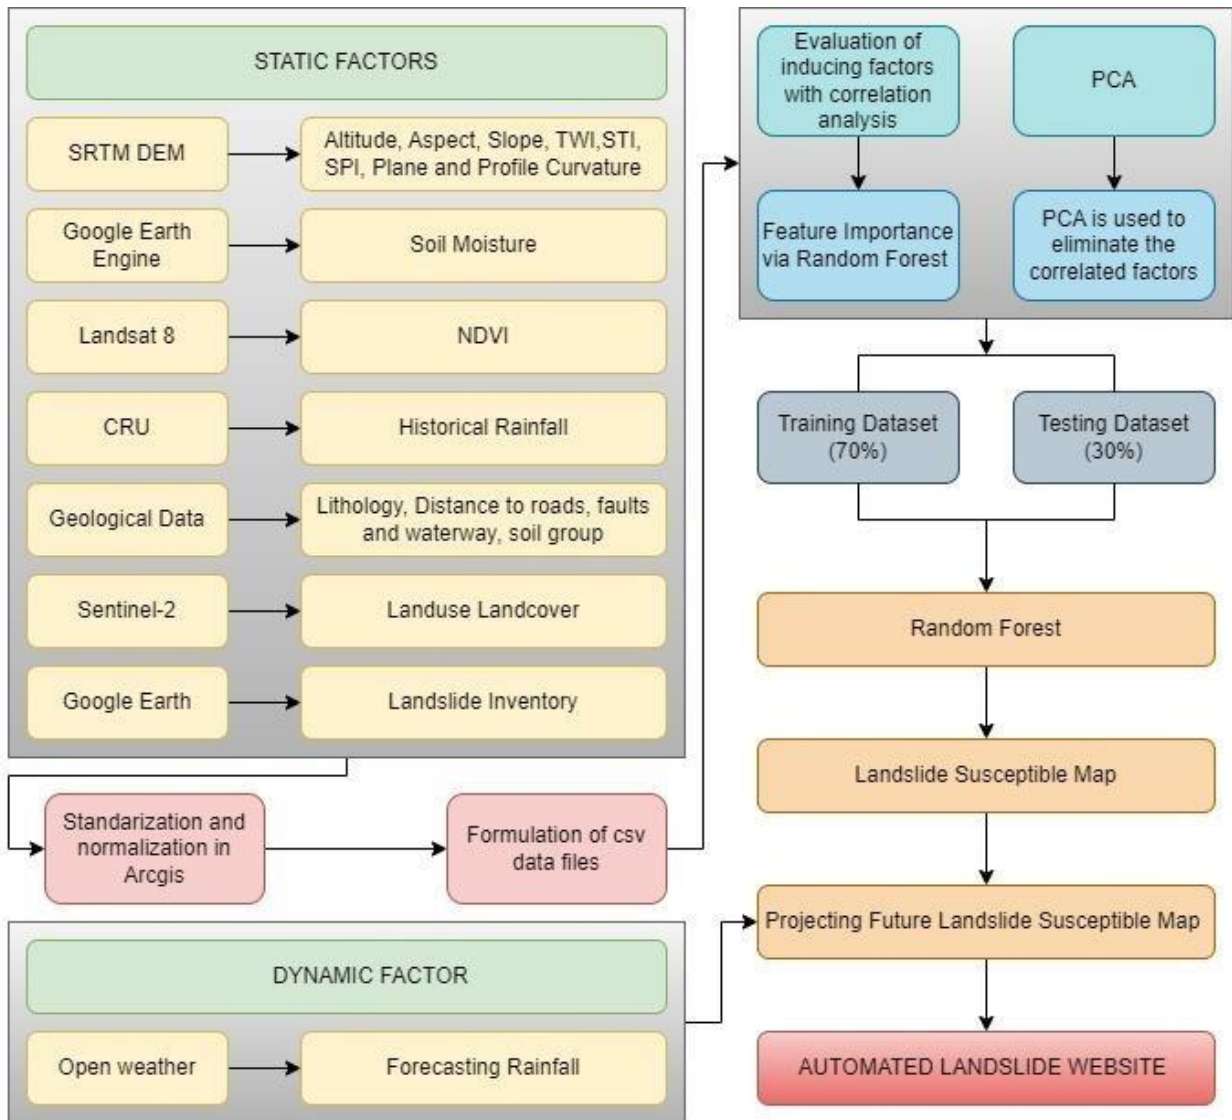 STATIC FACTORS
SRTM DEM
Altitude, Aspect, Slope, TWI,STI,
SPI, Plane and Profile Curvature
Google Earth
Engine
Soil Moisture
Landsat 8
NDVI
CRU
Historical Rainfall
Geological Data
Lithology, Distance to roads, faults
and waterway, soil group
Sentinel-2
Landuse Landcover
Google Earth
Landslide Inventory
Standarization and
normalization in
Arcgis
Formulation of csv
data files
DYNAMIC FACTOR
Open weather
Forecasting Rainfall
Evaluation of
inducing factors
with correlation
analysis
PCA
Feature Importance
via Random Forest
PCA is used to
eliminate the
correlated factors
Training Dataset
(70%)
Testing Dataset
(30%)
Random Forest
Landslide Susceptible Map
Projecting Future Landslide Susceptible Map
AUTOMATED LANDSLIDE WEBSITE